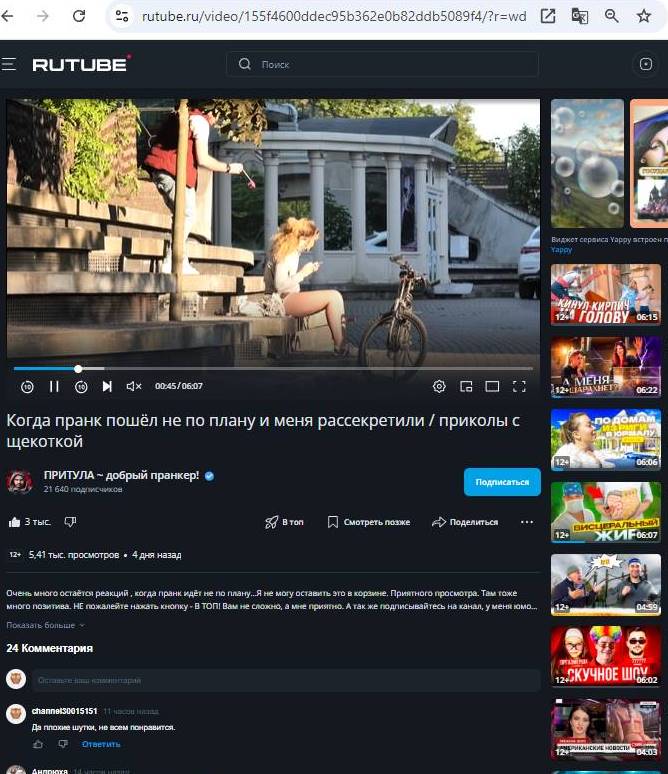 rutube.ru/video/155f4600ddec95b362e0b82ddb5089f4/?r=wd
RUTUBE
Поиск
00:45 / 06:07
Когда пранк пошёл не по плану и меня рассекретили / приколы с
щекоткой
ПРИТУЛА ~ добрый пранкер!
21 640 подписчиков
Подписаться
3 тыс.
В топ
Смотреть позже
Поделиться
12+ 5,41 тыс. просмотров • 4 дня назад
Очень много остаётся реакций , когда пранк идёт не по плану...Я не могу оставить это в корзине. Приятного просмотра. Там тоже
много позитива. НЕ пожалейте нажать кнопку - В ТОП! Вам не сложно, а мне приятно. А так же подписывайтесь на канал, у меня юмо...
Показать больше
24 Комментария
Оставьте ваш комментарий
channel30015151 11 часов назад
Да плохие шутки, не всем понравится.
Ответить
Андрюха 14 часов назад
Виджет сервиса Yappy встроен
Yappy
КИНУЛ КИРПИЧ
НА ГОЛОВУ
12+ 06:15
А МЕНЯ
ШАРАХНЕТ?
12+ 06:22
ПО ДОМАМ
ИЗ РИГИ
В ЮРМАЛУ
12+ 06:06
ВИСЦЕРАЛЬНЫЙ
ЖИР
12+ 06:07
12+ 04:59
СКУЧНОЕ ШОУ
12+ 06:02
АМЕРИКАНСКИЕ НОВОСТИ
12+ 04:03